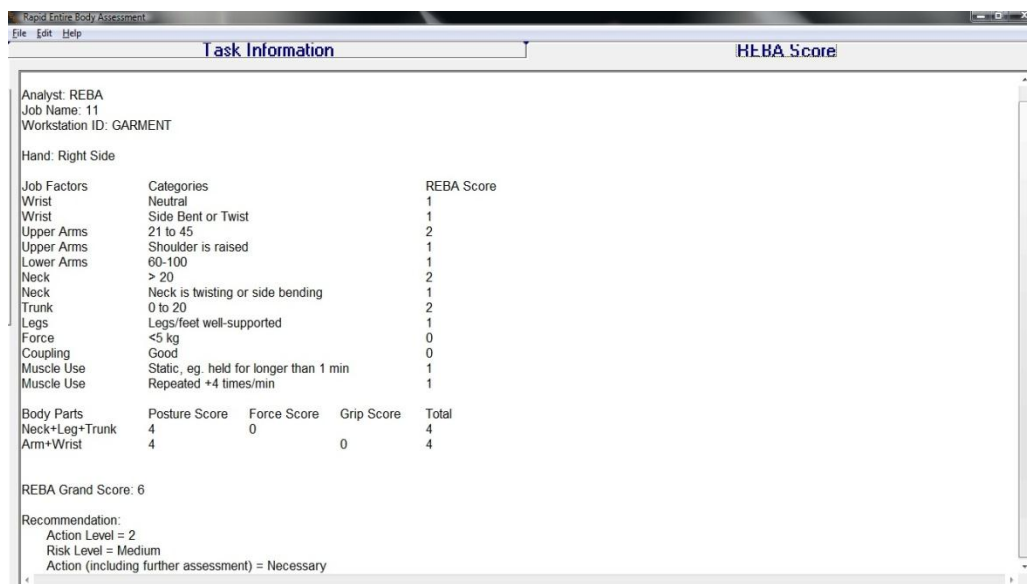 Rapid Entire Body Assessment
File Edit Help
Task Information REBA Score
Analyst: REBA
Job Name: 11
Workstation ID: GARMENT
Hand: Right Side
Job Factors Categories REBA Score
Wrist Neutral 1
Wrist Side Bent or Twist 1
Upper Arms 21 to 45 2
Upper Arms Shoulder is raised 1
Lower Arms 60-100 1
Neck > 20 2
Neck Neck is twisting or side bending 1
Trunk 0 to 20 2
Legs Legs/feet well-supported 1
Force <5 kg 0
Coupling Good 0
Muscle Use Static, eg. held for longer than 1 min 1
Muscle Use Repeated +4 times/min 1
Body Parts Posture Score Force Score Grip Score Total
Neck+Leg+Trunk 4 0 4
Arm+Wrist 4 0 4
REBA Grand Score: 6
Recommendation:
Action Level = 2
Risk Level = Medium
Action (including further assessment) = Necessary